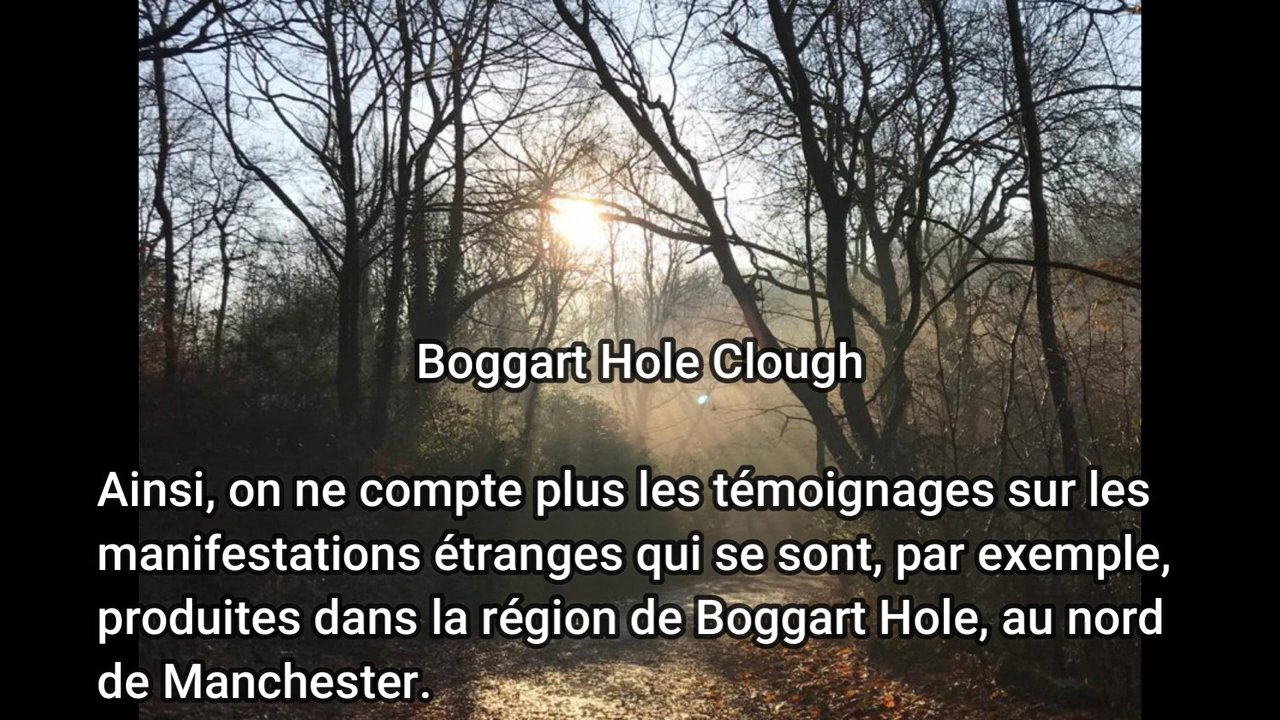 Boggart Hole Clough
Ainsi, on ne compte plus les témoignages sur les
manifestations étranges qui se sont, par exemple,
produites dans la région de Boggart Hole, au nord
de Manchester.